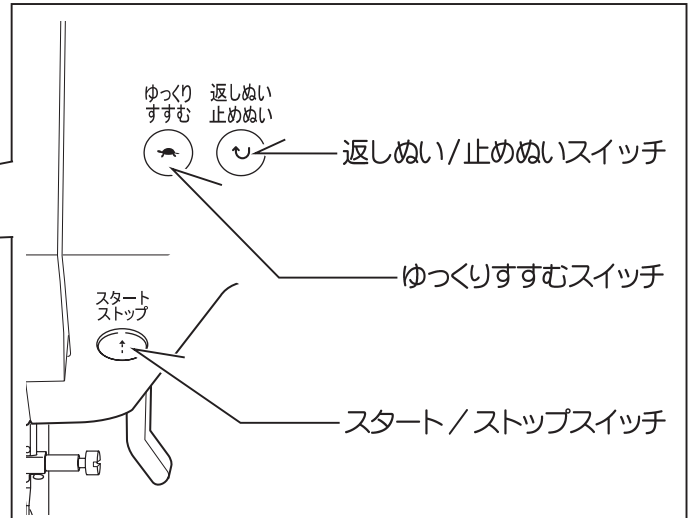 ゆっくり
すすむ
返しぬい
止めぬい
返しぬい/止めぬいスイッチ
ゆっくりすすむスイッチ
スタート
ストップ
スタート/ストップスイッチ